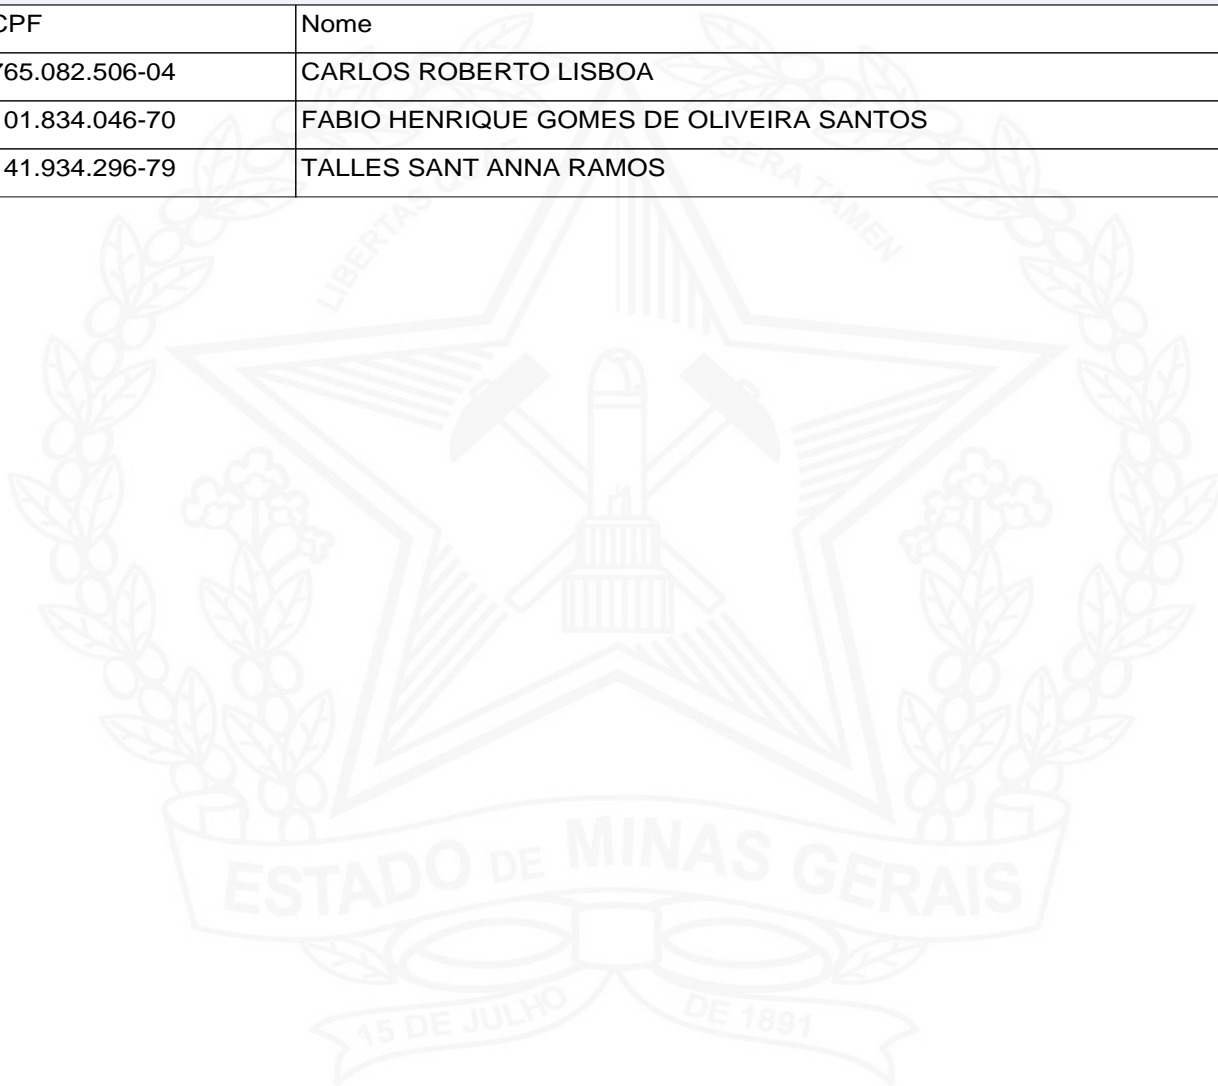 CPF Nome
765.082.506-04 CARLOS ROBERTO LISBOA
01.834.046-70 FABIO HENRIQUE GOMES DE OLIVEIRA SANTOS
41.934.296-79 TALLES SANT ANNA RAMOS
LIBERTAS QUE SERA TAMEN
ESTADO DE MINAS GERAIS
15 DE JULHO DE 1891